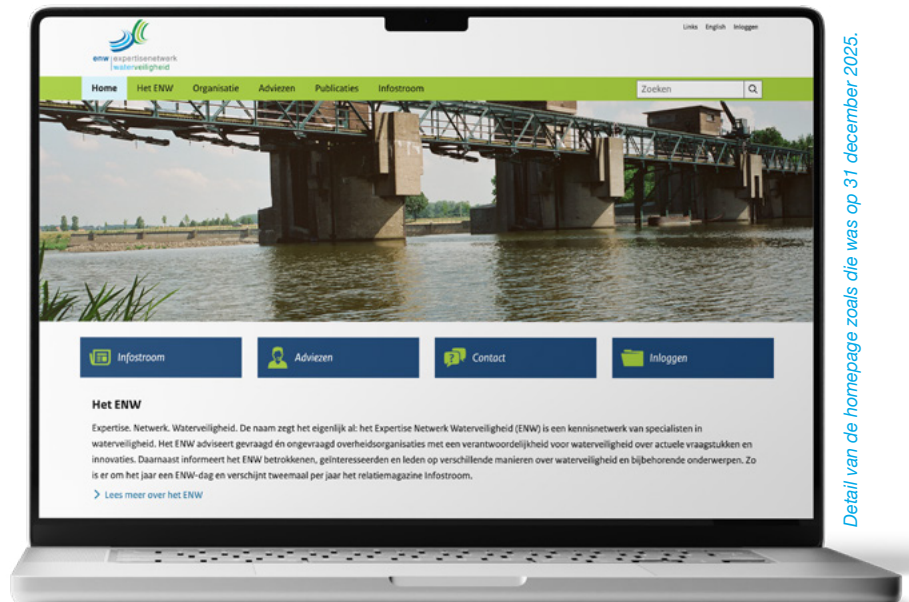 Links English Inloggen
enw expertisenetwerk
waterveiligheid
Home Het ENW Organisatie Adviezen Publicaties Infostroom Zoeken
Infostroom Adviezen Contact Inloggen
Het ENW
Expertise. Netwerk. Waterveiligheid. De naam zegt het eigenlijk al: het Expertise Netwerk Waterveiligheid (ENW) is een kennisnetwerk van specialisten in
waterveiligheid. Het ENW adviseert gevraagd én ongevraagd overheidsorganisaties met een verantwoordelijkheid voor waterveiligheid over actuele vraagstukken en
innovaties. Daarnaast informeert het ENW betrokkenen, geïnteresseerden en leden op verschillende manieren over waterveiligheid en bijbehorende onderwerpen. Zo
is er om het jaar een ENW-dag en verschijnt tweemaal per jaar het relatiemagazine Infostroom.
> Lees meer over het ENW
Detail van de homepage zoals die was op 31 december 2025.